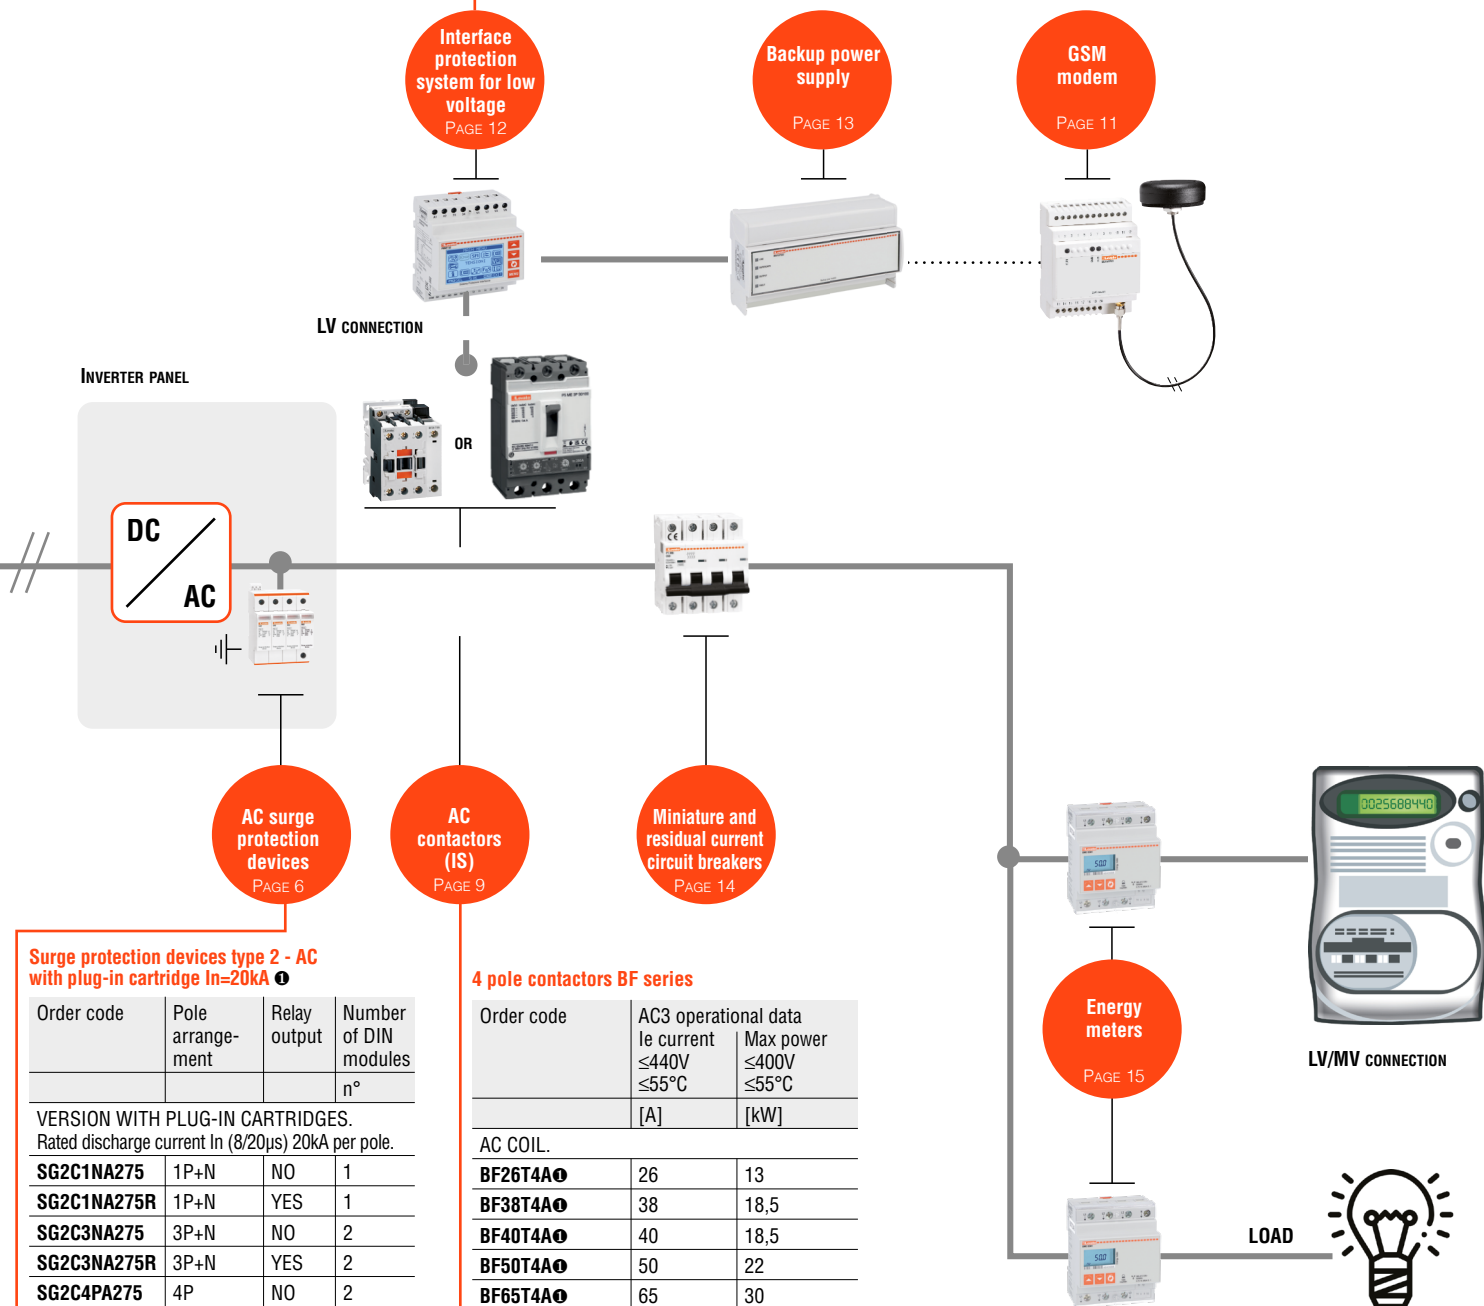 Interface
protection
system for low
voltage
PAGE 12
Backup power
supply
PAGE 13
GSM
modem
PAGE 11
LV CONNECTION
INVERTER PANEL
OR
DC
AC
AC surge
protection
devices
PAGE 6
AC
contactors
(IS)
PAGE 9
Miniature and
residual current
circuit breakers
PAGE 14
0025688440
Energy
meters
PAGE 15
LV/MV CONNECTION
LOAD
Surge protection devices type 2 - AC
with plug-in cartridge In=20kA ❶
Order code Pole arrange-ment Relay output Number of DIN modules
n°
VERSION WITH PLUG-IN CARTRIDGES.
Rated discharge current In (8/20µs) 20kA per pole.
SG2C1NA275 1P+N NO 1
SG2C1NA275R 1P+N YES 1
SG2C3NA275 3P+N NO 2
SG2C3NA275R 3P+N YES 2
SG2C4PA275 4P NO 2
4 pole contactors BF series
Order code AC3 operational data
Ie current Max power
≤440V ≤400V
≤55°C ≤55°C
[A] [kW]
AC COIL.
BF26T4A❶ 26 13
BF38T4A❶ 38 18,5
BF40T4A❶ 40 18,5
BF50T4A❶ 50 22
BF65T4A❶ 65 30